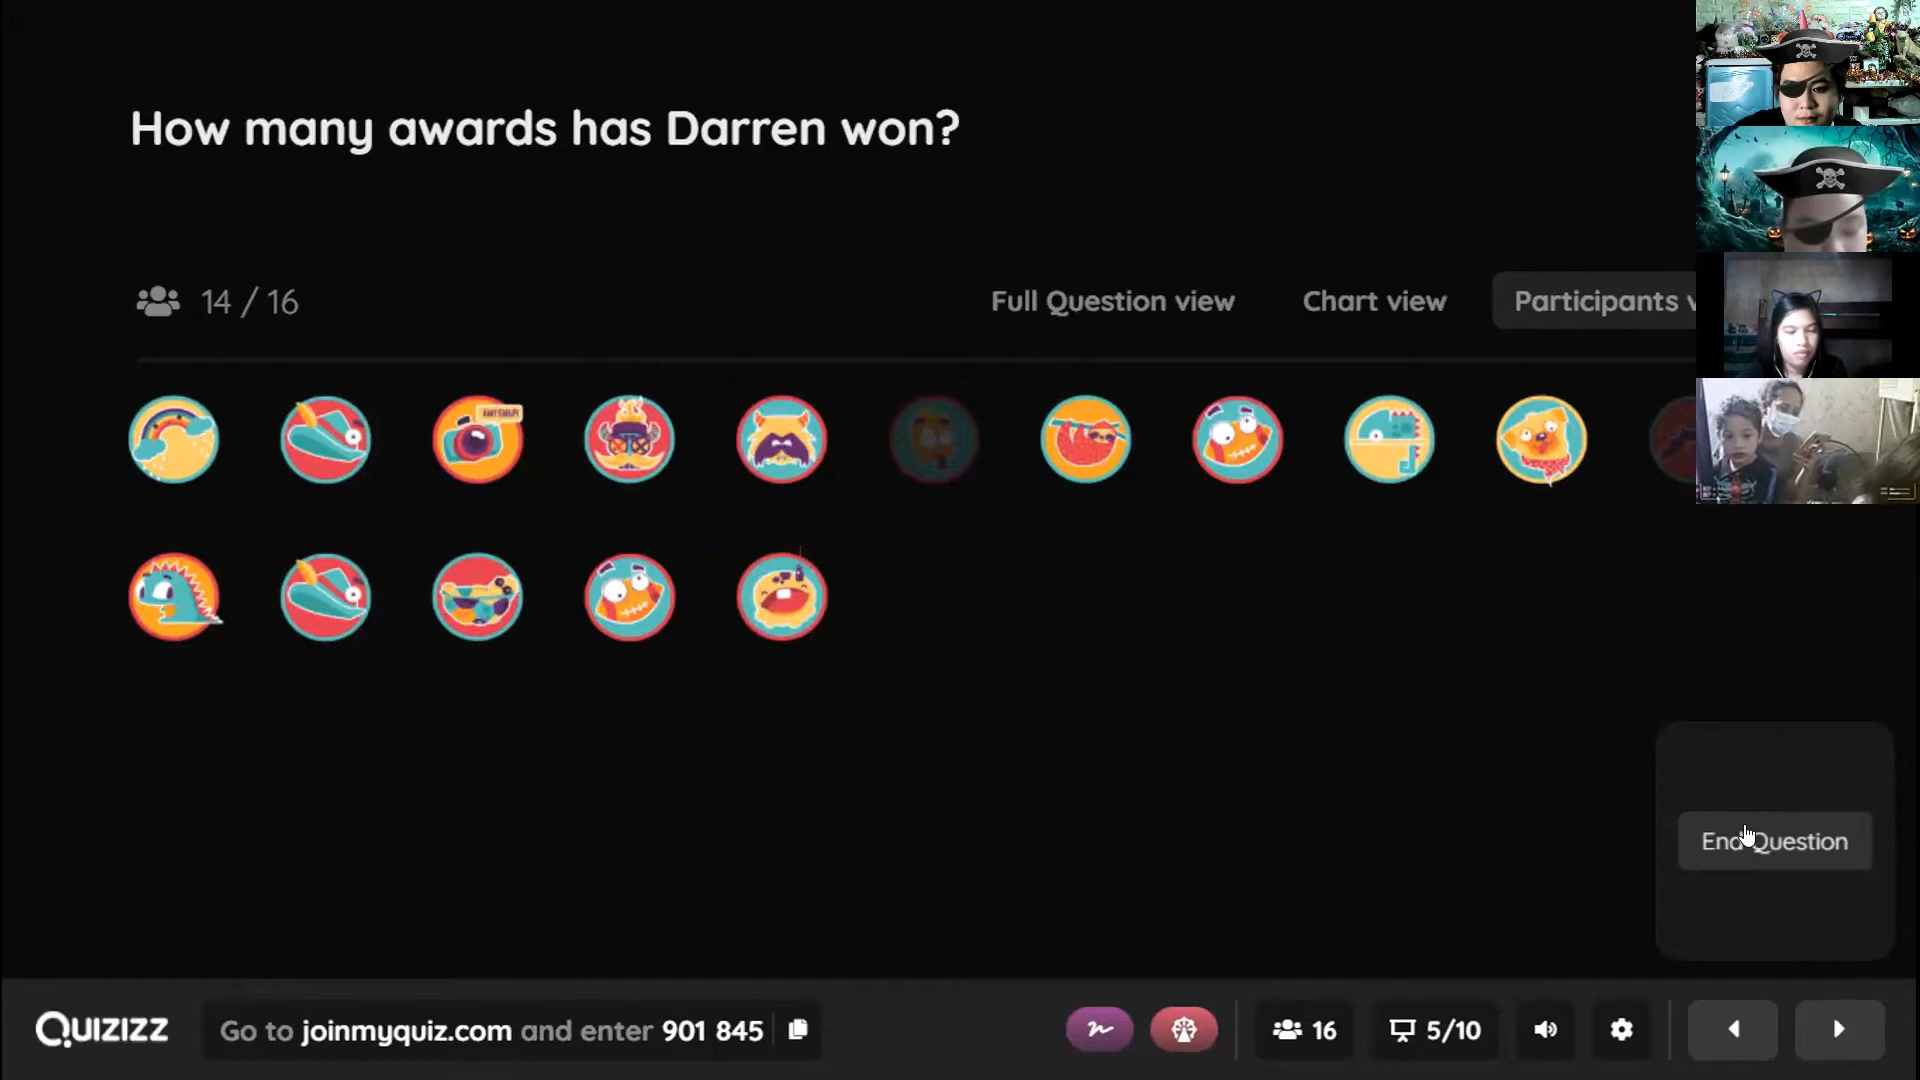 How many awards has Darren won?
14 / 16
Full Question view
Chart view
Participants v
End Question
Quizizz
Go to joinmyquiz.com and enter 901 845
16
5/10